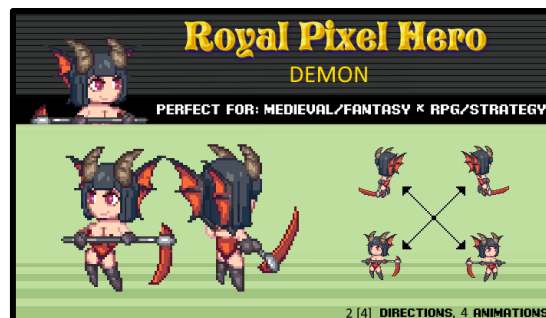 Royal Pixel Hero
DEMON
PERFECT FOR: MEDIEVAL/FANTASY * RPG/STRATEGY
2 [4] DIRECTIONS, 4 ANIMATIONS